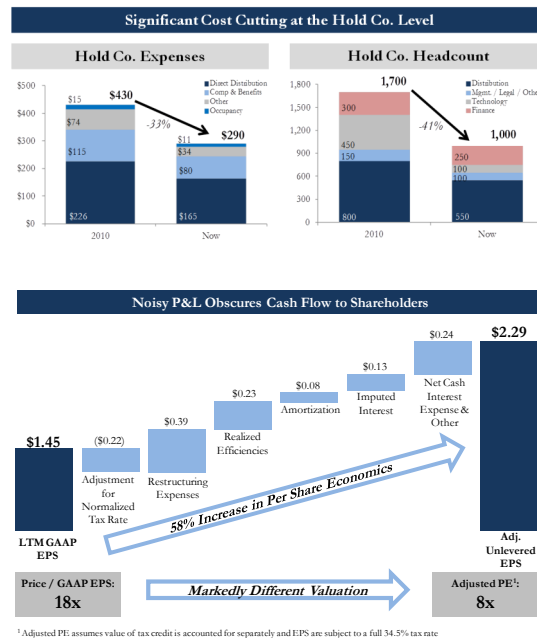 Significant Cost Cutting at the Hold Co. Level
Hold Co. Expenses
$500
$400
$300
$200
$100
$0
Direct Distribution
Comp & Benefits
Other
Occupancy
$15
$430
$74
$115
$226
-33%
$11
$290
$34
$80
$165
2010
Now
Hold Co. Headcount
1,800
1,500
1,200
900
600
300
0
Distribution
Mgmt. / Legal / Othe
Technology
Finance
1,700
300
450
150
800
-41%
1,000
250
100
100
550
2010
Now
Noisy P&L Obscures Cash Flow to Shareholders
$1.45
LTM GAAP
EPS
($0.22)
Adjustment
for
Normalized
Tax Rate
$0.39
Restructuring
Expenses
$0.23
Realized
Efficiencies
$0.08
Amortization
$0.13
Imputed
Interest
$0.24
Net Cash
Interest
Expense &
Other
$2.29
Adj.
Unlevered
EPS
58% Increase in Per Share Economics
Price / GAAP EPS:
18x
Markedly Different Valuation
Adjusted PE¹:
8x
¹ Adjusted PE assumes value of tax credit is accounted for separately and EPS are subject to a full 34.5% tax rate